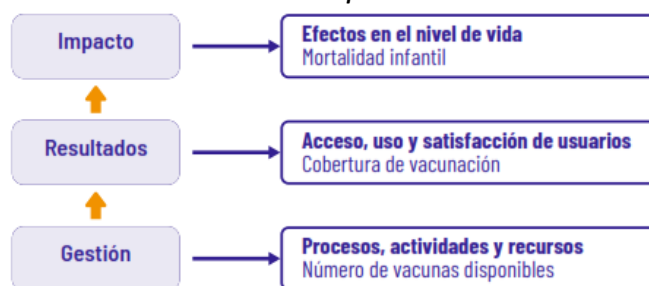 Impacto
Efectos en el nivel de vida
Mortalidad infantil
Resultados
Acceso, uso y satisfacción de usuarios
Cobertura de vacunación
Gestión
Procesos, actividades y recursos
Número de vacunas disponibles